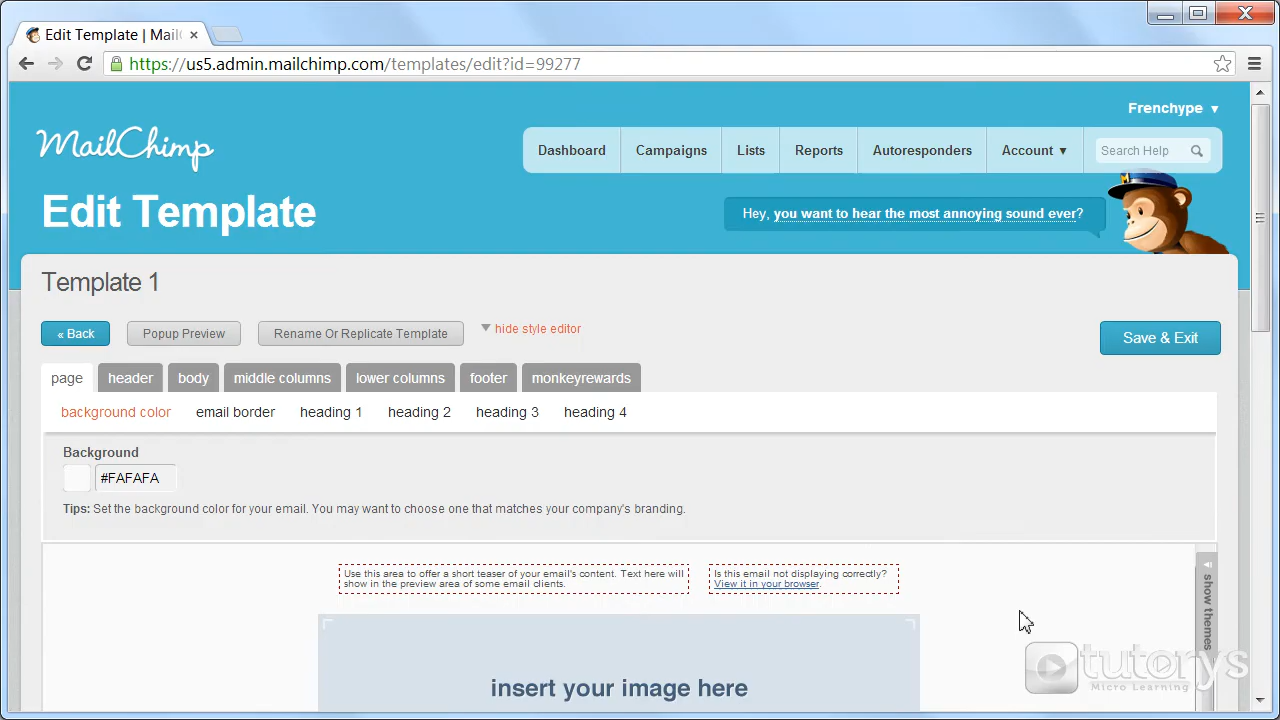 Edit Template | Mail
https://us5.admin.mailchimp.com/templates/edit?id=99277
Frenchype ▼
MailChimp
Dashboard Campaigns Lists Reports Autoresponders Account ▼ Search Help
Edit Template
Hey, you want to hear the most annoying sound ever?
Template 1
« Back Popup Preview Rename Or Replicate Template ▼ hide style editor Save & Exit
page header body middle columns lower columns footer monkeyrewards
background color email border heading 1 heading 2 heading 3 heading 4
Background
#FAFAFA
Tips: Set the background color for your email. You may want to choose one that matches your company's branding.
Use this area to offer a short teaser of your email's content. Text here will
show in the preview area of some email clients.
Is this email not displaying correctly?
View it in your browser.
show themes
insert your image here
tutorys
Micro Learning